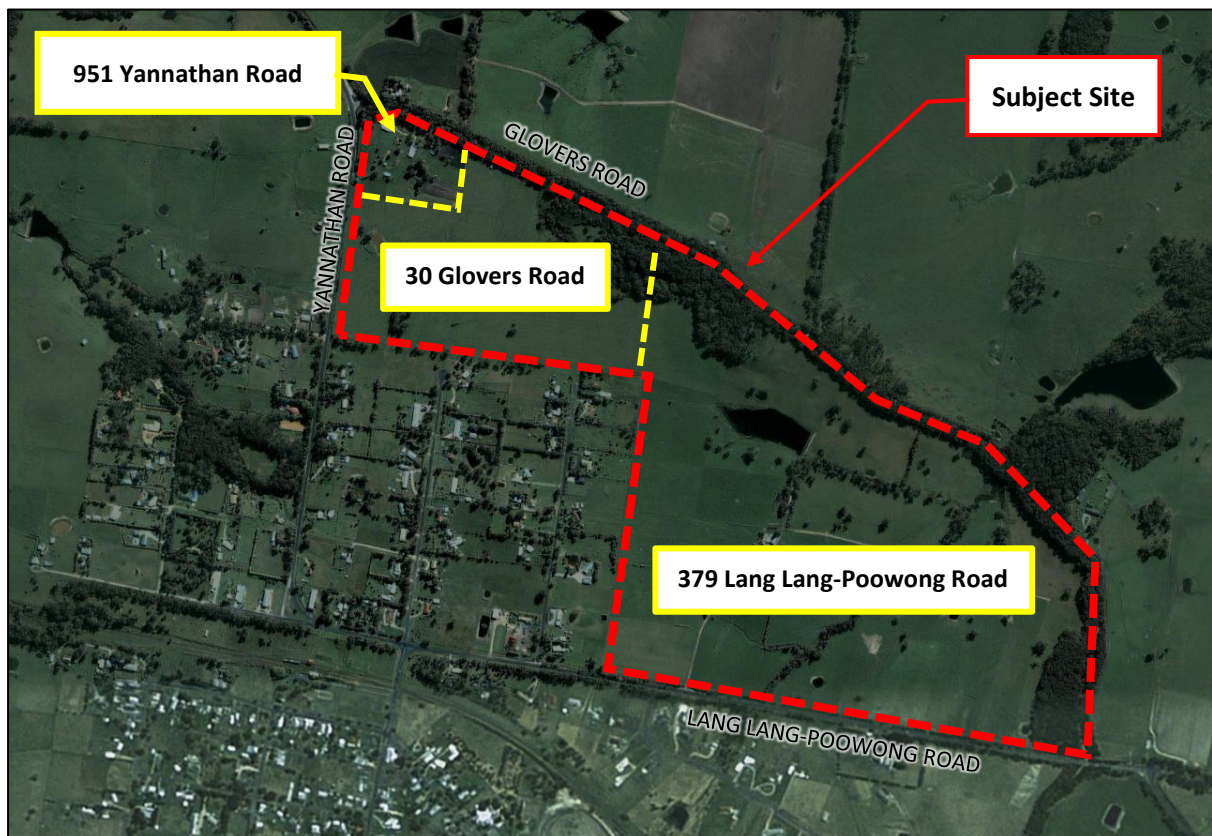 951 Yannathan Road
Subject Site
GLOVERS ROAD
YANNATHAN ROAD
30 Glovers Road
379 Lang Lang-Poowong Road
LANG LANG-POOWONG ROAD